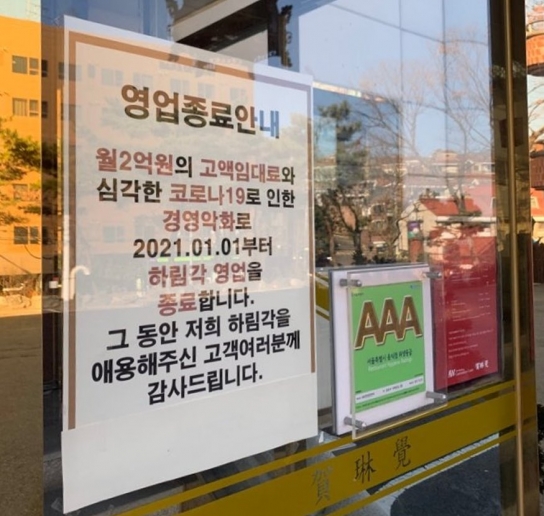 영업종료안내
월2억원의 고액임대료와
심각한 코로나19로 인한
경영악화로
2021.01.01부터
하림각 영업을
종료합니다.
그 동안 저희 하림각을
애용해주신 고객여러분께
감사드립니다.
AAA
賀琳覺